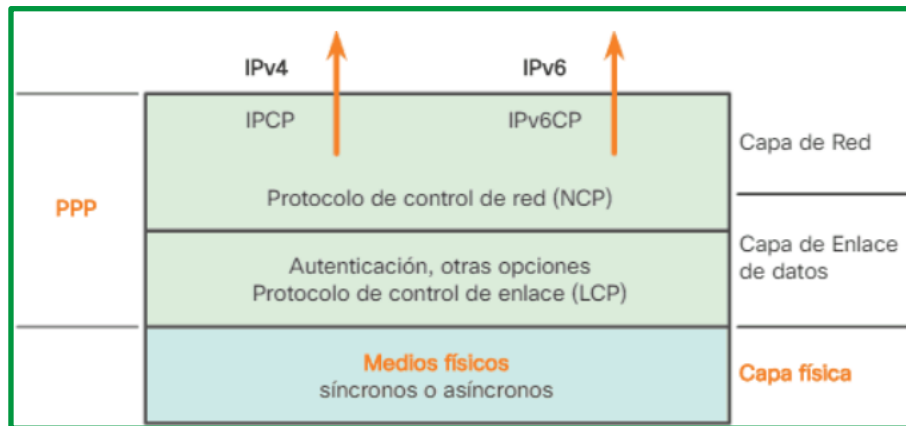 IPv4 IPv6
IPCP IPv6CP
Capa de Red
Protocolo de control de red (NCP)
PPP
Capa de Enlace
de datos
Autenticación, otras opciones
Protocolo de control de enlace (LCP)
Medios físicos
síncronos o asíncronos
Capa física